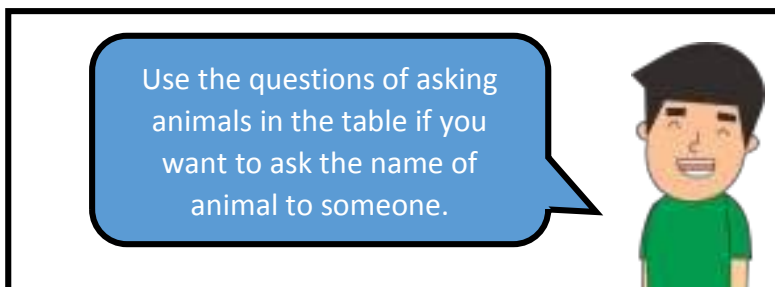 Use the questions of asking
animals in the table if you
want to ask the name of
animal to someone.